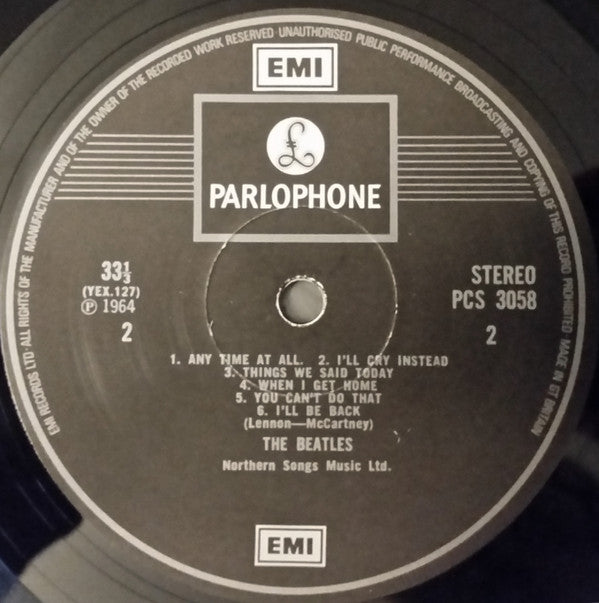 EMI RECORDS LTD·ALL RIGHTS OF THE MANUFACTURER AND OF THE OWNER OF THE RECORDED WORK RESERVED UNAUTHORISED PUBLIC PERFORMANCE BROADCASTING AND COPYING OF THIS RECORD PROHIBITED MADE IN GT BRITAIN
EMI
£
PARLOPHONE
33⅓
(YEX.127)
Ⓟ 1964
2
STEREO
PCS 3058
2
1. ANY TIME AT ALL. 2. I'LL CRY INSTEAD
3. THINGS WE SAID TODAY
4. WHEN I GET HOME
5. YOU CAN'T DO THAT
6. I'LL BE BACK
(Lennon—McCartney)
THE BEATLES
Northern Songs Music Ltd.
EMI